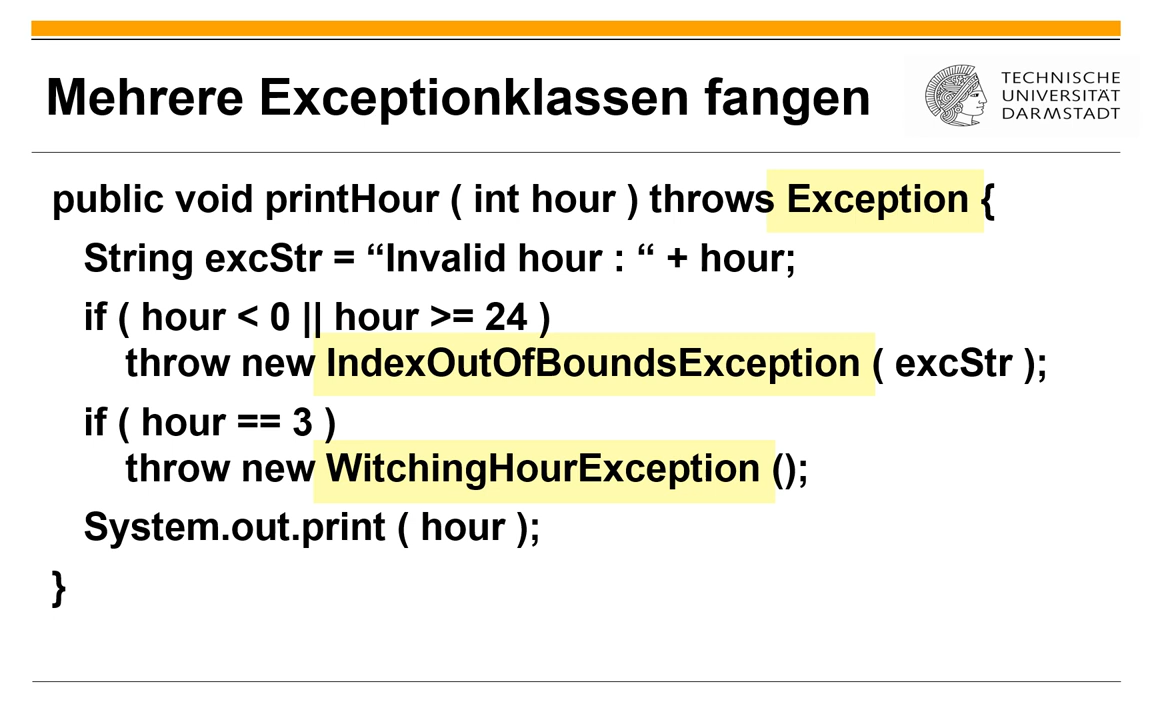 Mehrere Exceptionklassen fangen
TECHNISCHE
UNIVERSITÄT
DARMSTADT
public void printHour ( int hour ) throws Exception {
String excStr = “Invalid hour : “ + hour;
if ( hour < 0 || hour >= 24 )
throw new IndexOutOfBoundsException ( excStr );
if ( hour == 3 )
throw new WitchingHourException ();
System.out.print ( hour );
}